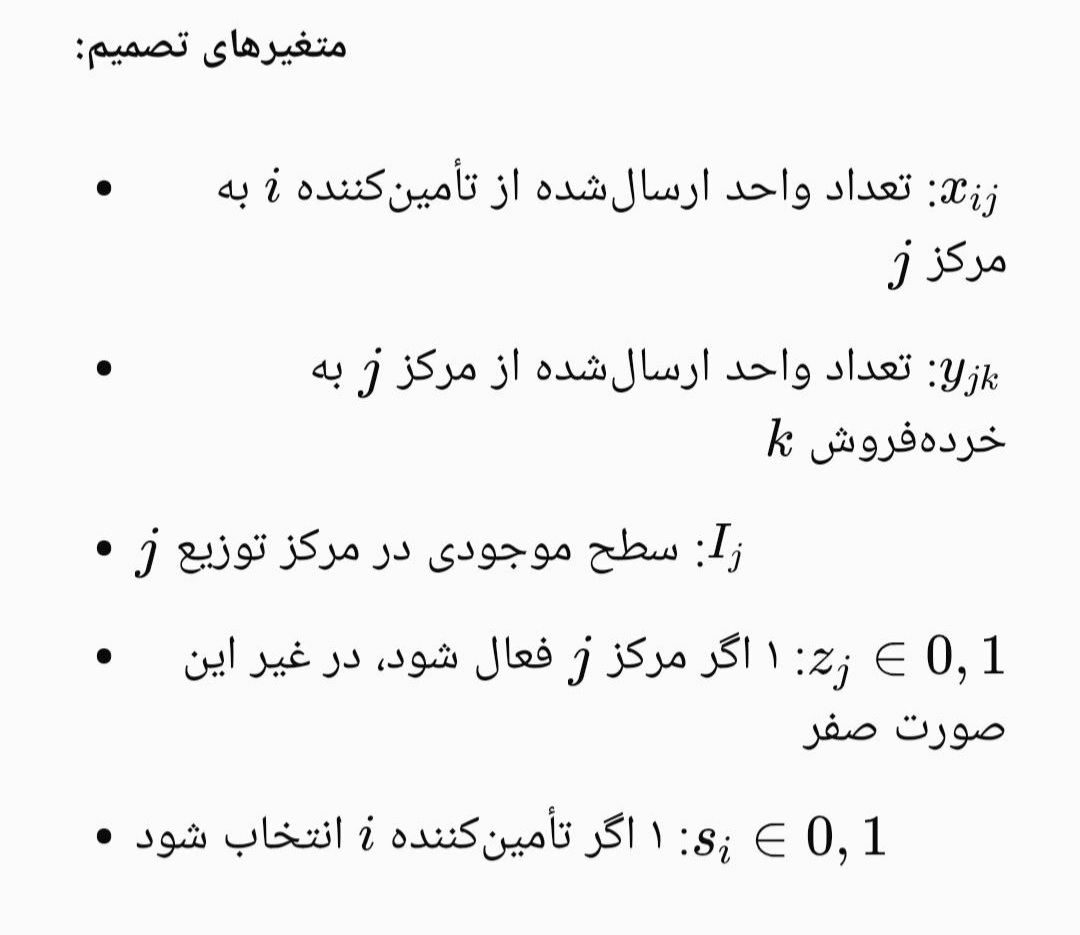 متغیرهای تصمیم:
• x_{ij}: تعداد واحد ارسال‌شده از تأمین‌کننده i به
مرکز j
• y_{jk}: تعداد واحد ارسال‌شده از مرکز j به
خرده‌فروش k
• I_j: سطح موجودی در مرکز توزیع j
• z_j ∈ 0, 1: ۱ اگر مرکز j فعال شود، در غیر این
صورت صفر
• s_i ∈ 0, 1: ۱ اگر تأمین‌کننده i انتخاب شود